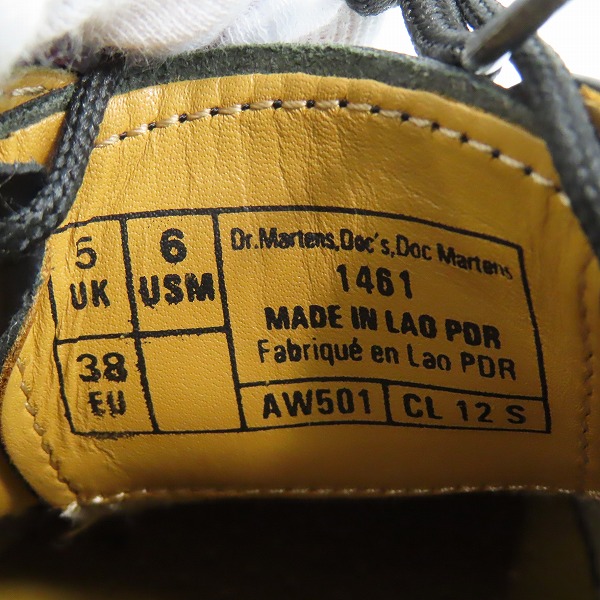 5
UK
6
USM
38
EU
Dr.Martens,Doc's,Doc Martens
1461
MADE IN LAO PDR
Fabriqué en Lao PDR
AW501
CL 12 S